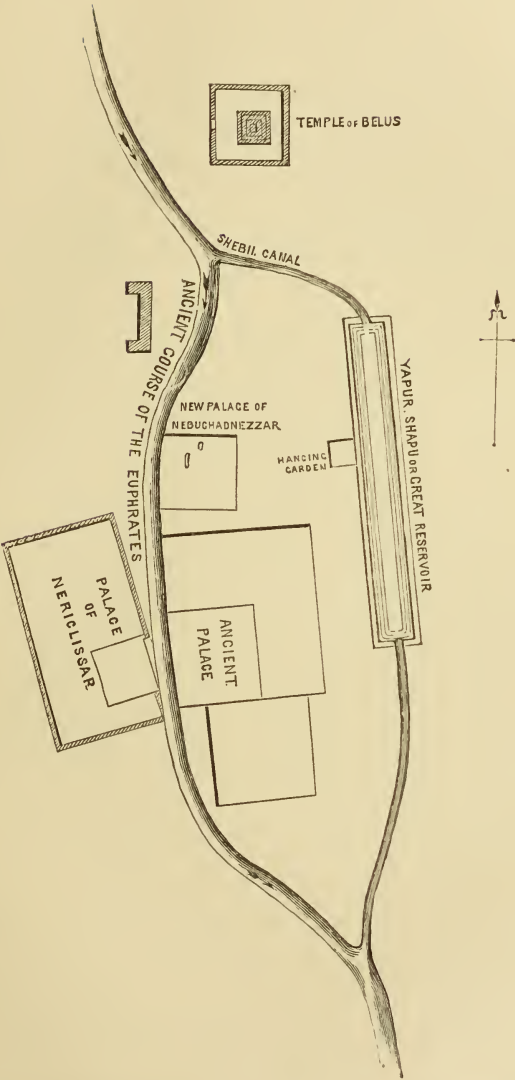 TEMPLE OF BELUS
SHEBIL CANAL
ANCIENT COURSE OF THE EUPHRATES
NEW PALACE OF
NEBUCHADNEZZAR
HANGING
GARDEN
YAPUR. SHAPU OR GREAT RESERVOIR
PALACE
OF
NERICLISSAR
ANCIENT
PALACE
N